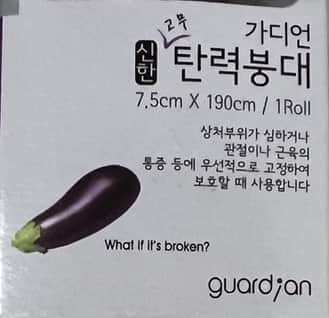 가디언
신한 고무 탄력붕대
7.5cm X 190cm / 1Roll
상처부위가 심하거나
관절이나 근육의
통증 등에 우선적으로 고정하여
보호할 때 사용합니다
What if it's broken?
guardian